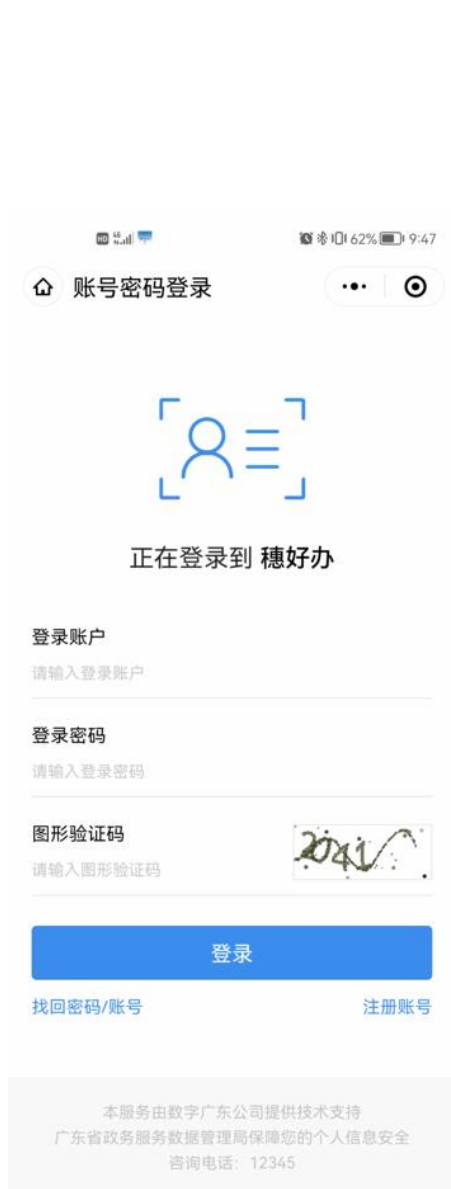 HD 62% 9:47
账号密码登录
正在登录到 穗好办
登录账户
请输入登录账户
登录密码
请输入登录密码
图形验证码
请输入图形验证码
登录
找回密码/账号 注册账号
本服务由数字广东公司提供技术支持
广东省政务服务数据管理局保障您的个人信息安全
咨询电话：12345